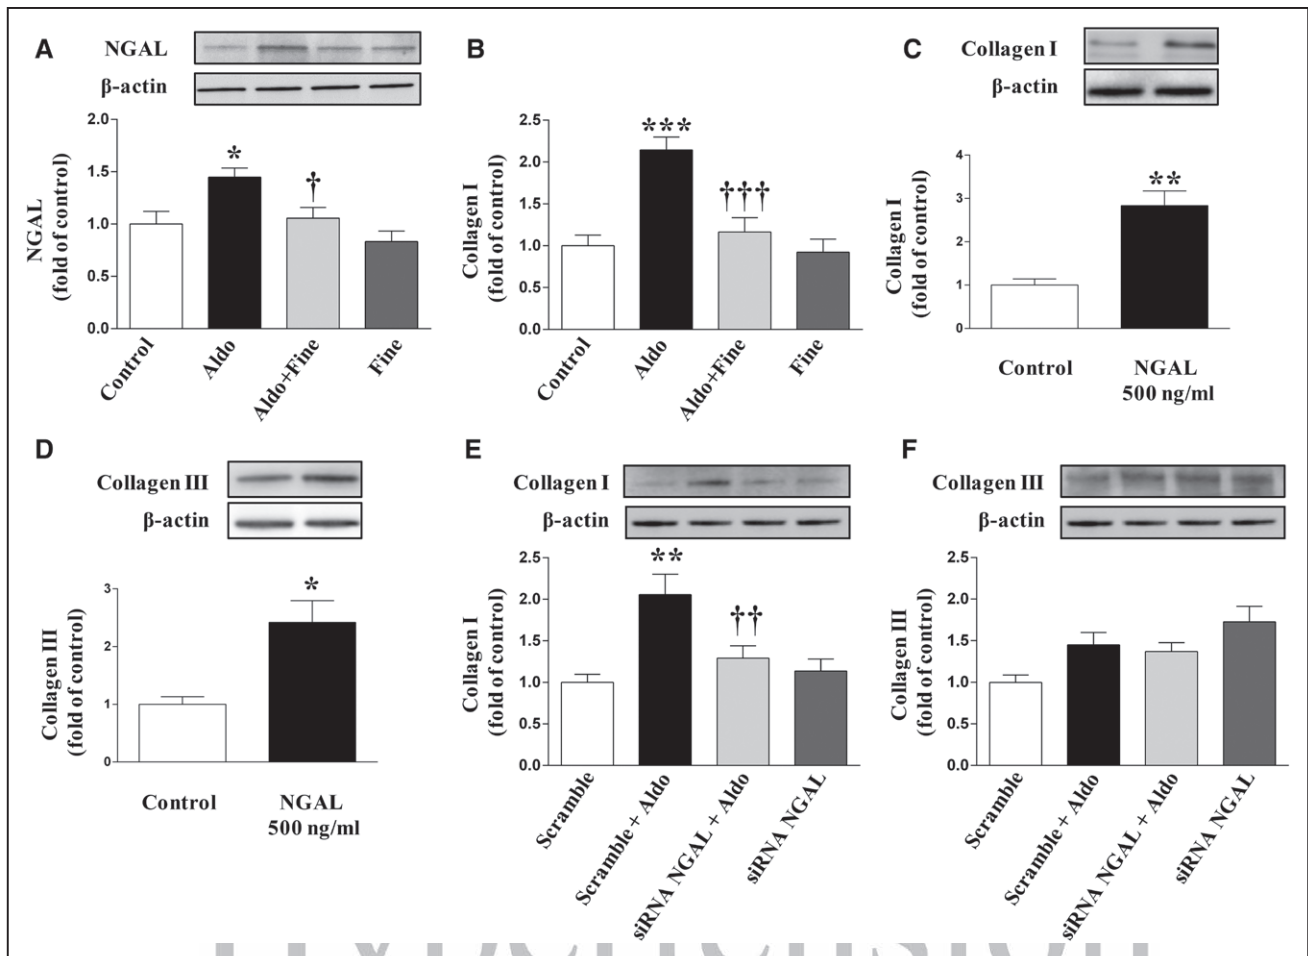 A
NGAL
β-actin
2.0
1.5
1.0
0.5
0.0
NGAL
(fold of control)
*
†
Control
Aldo
Aldo+Fine
Fine
B
2.5
2.0
1.5
1.0
0.5
0.0
Collagen I
(fold of control)
***
†††
Control
Aldo
Aldo+Fine
Fine
C
Collagen I
β-actin
4
3
2
1
0
Collagen I
(fold of control)
**
Control
NGAL
500 ng/ml
D
Collagen III
β-actin
3
2
1
0
Collagen III
(fold of control)
*
Control
NGAL
500 ng/ml
E
Collagen I
β-actin
2.5
2.0
1.5
1.0
0.5
0.0
Collagen I
(fold of control)
**
††
Scramble
Scramble + Aldo
siRNA NGAL + Aldo
siRNA NGAL
F
Collagen III
β-actin
2.5
2.0
1.5
1.0
0.5
0.0
Collagen III
(fold of control)
Scramble
Scramble + Aldo
siRNA NGAL + Aldo
siRNA NGAL
Hypertension